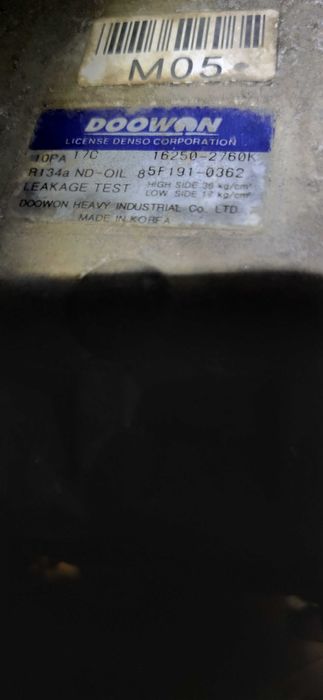 M05
DOOWON
LICENSE DENSO CORPORATION
10PA 17C 16250-2760K
R134a ND-OIL 8 5F191-0362
LEAKAGE TEST HIGH SIDE 36 kg/cm²
LOW SIDE 12 kg/cm²
DOOWON HEAVY INDUSTRIAL Co. LTD.
MADE IN KOREA